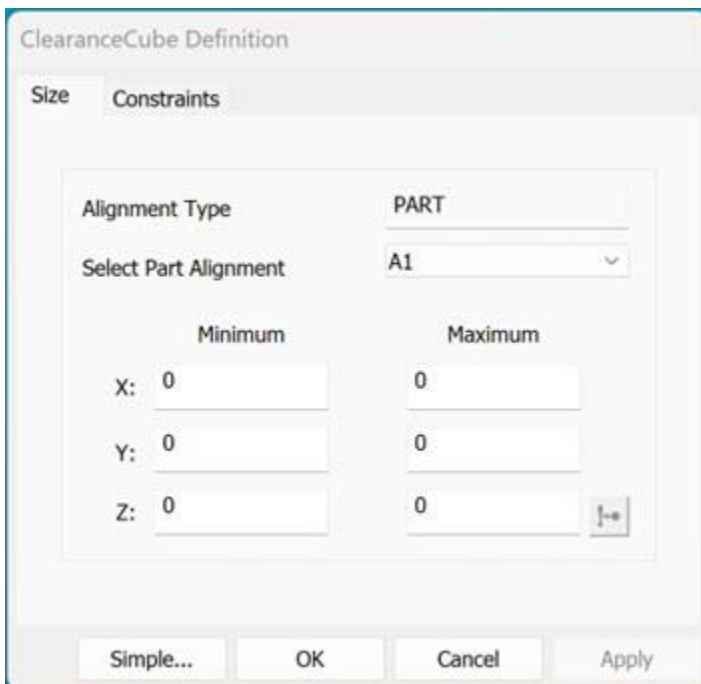 ClearanceCube Definition
Size Constraints
Alignment Type PART
Select Part Alignment A1
Minimum Maximum
X: 0 0
Y: 0 0
Z: 0 0
Simple... OK Cancel Apply